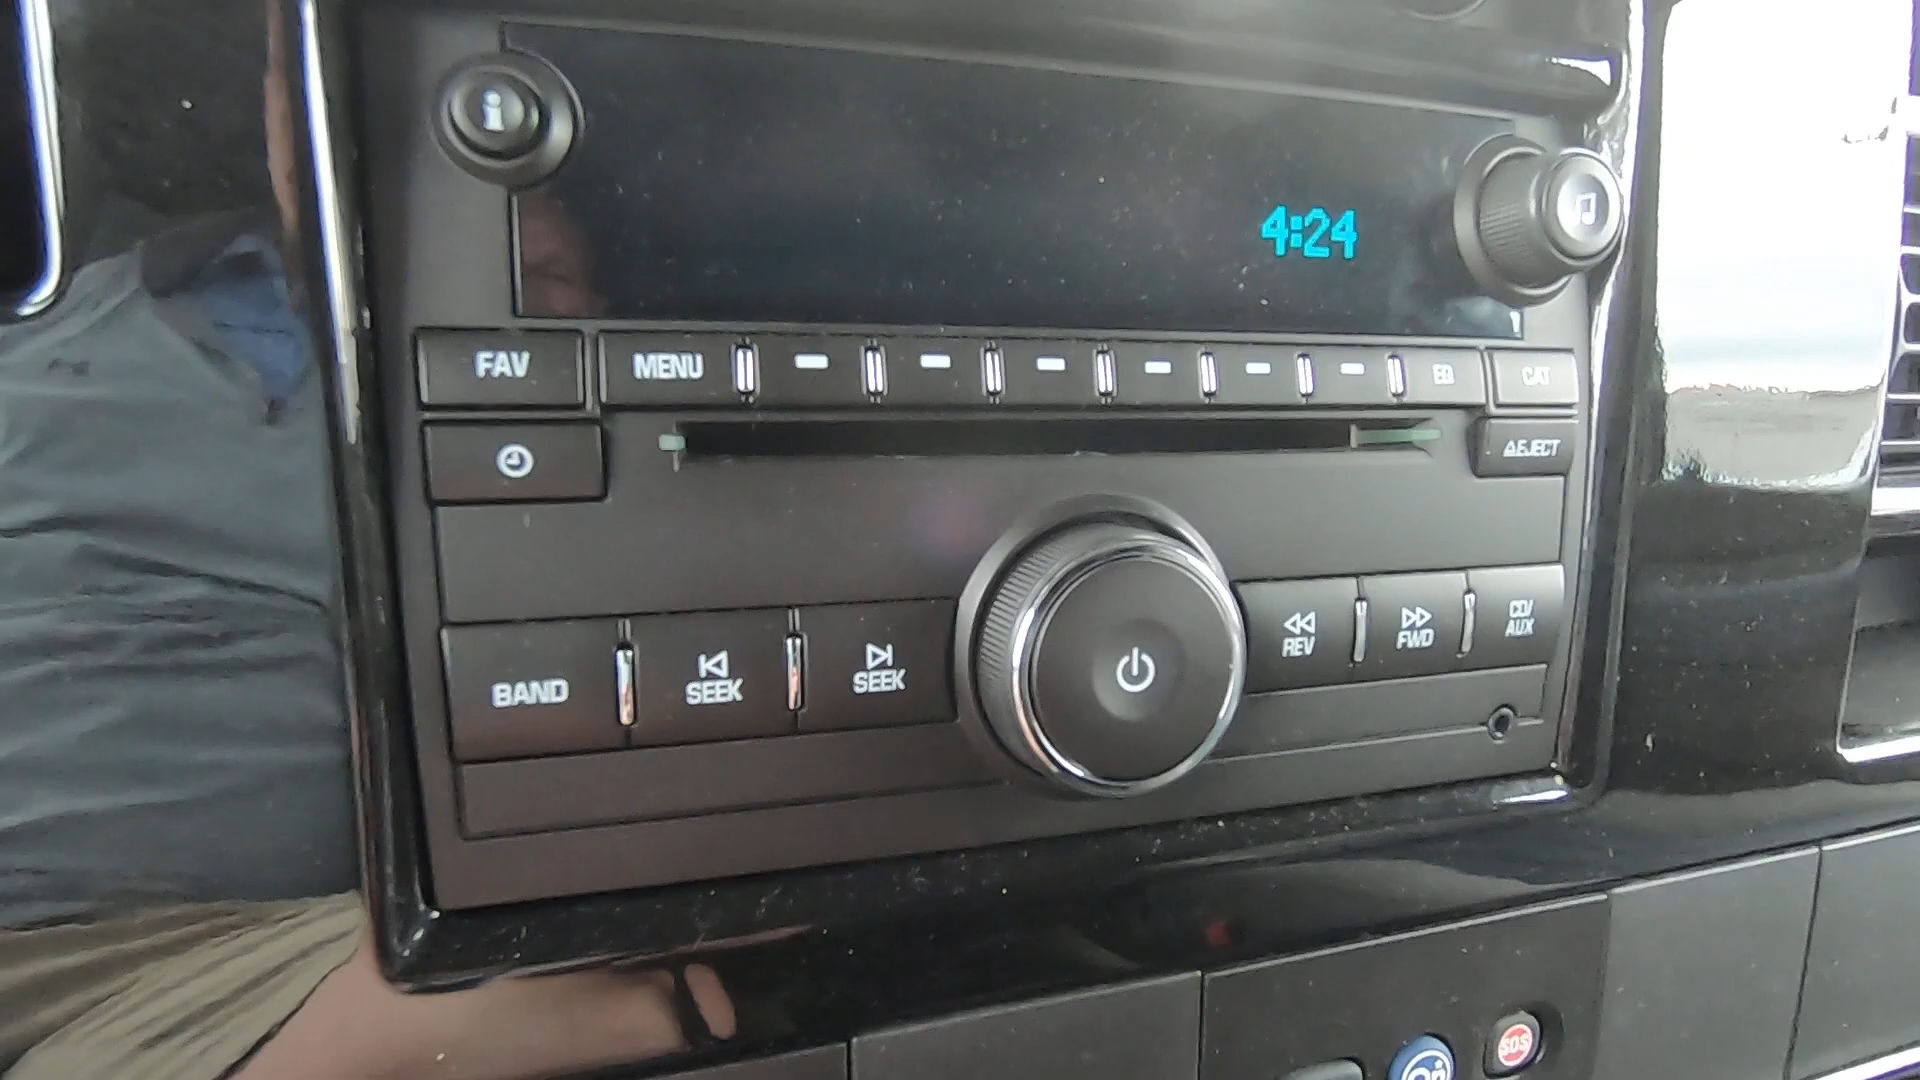 i
4:24
FAV
MENU
EQ
CAT
EJECT
BAND
SEEK
SEEK
REV
FWD
CD/
AUX
SOS